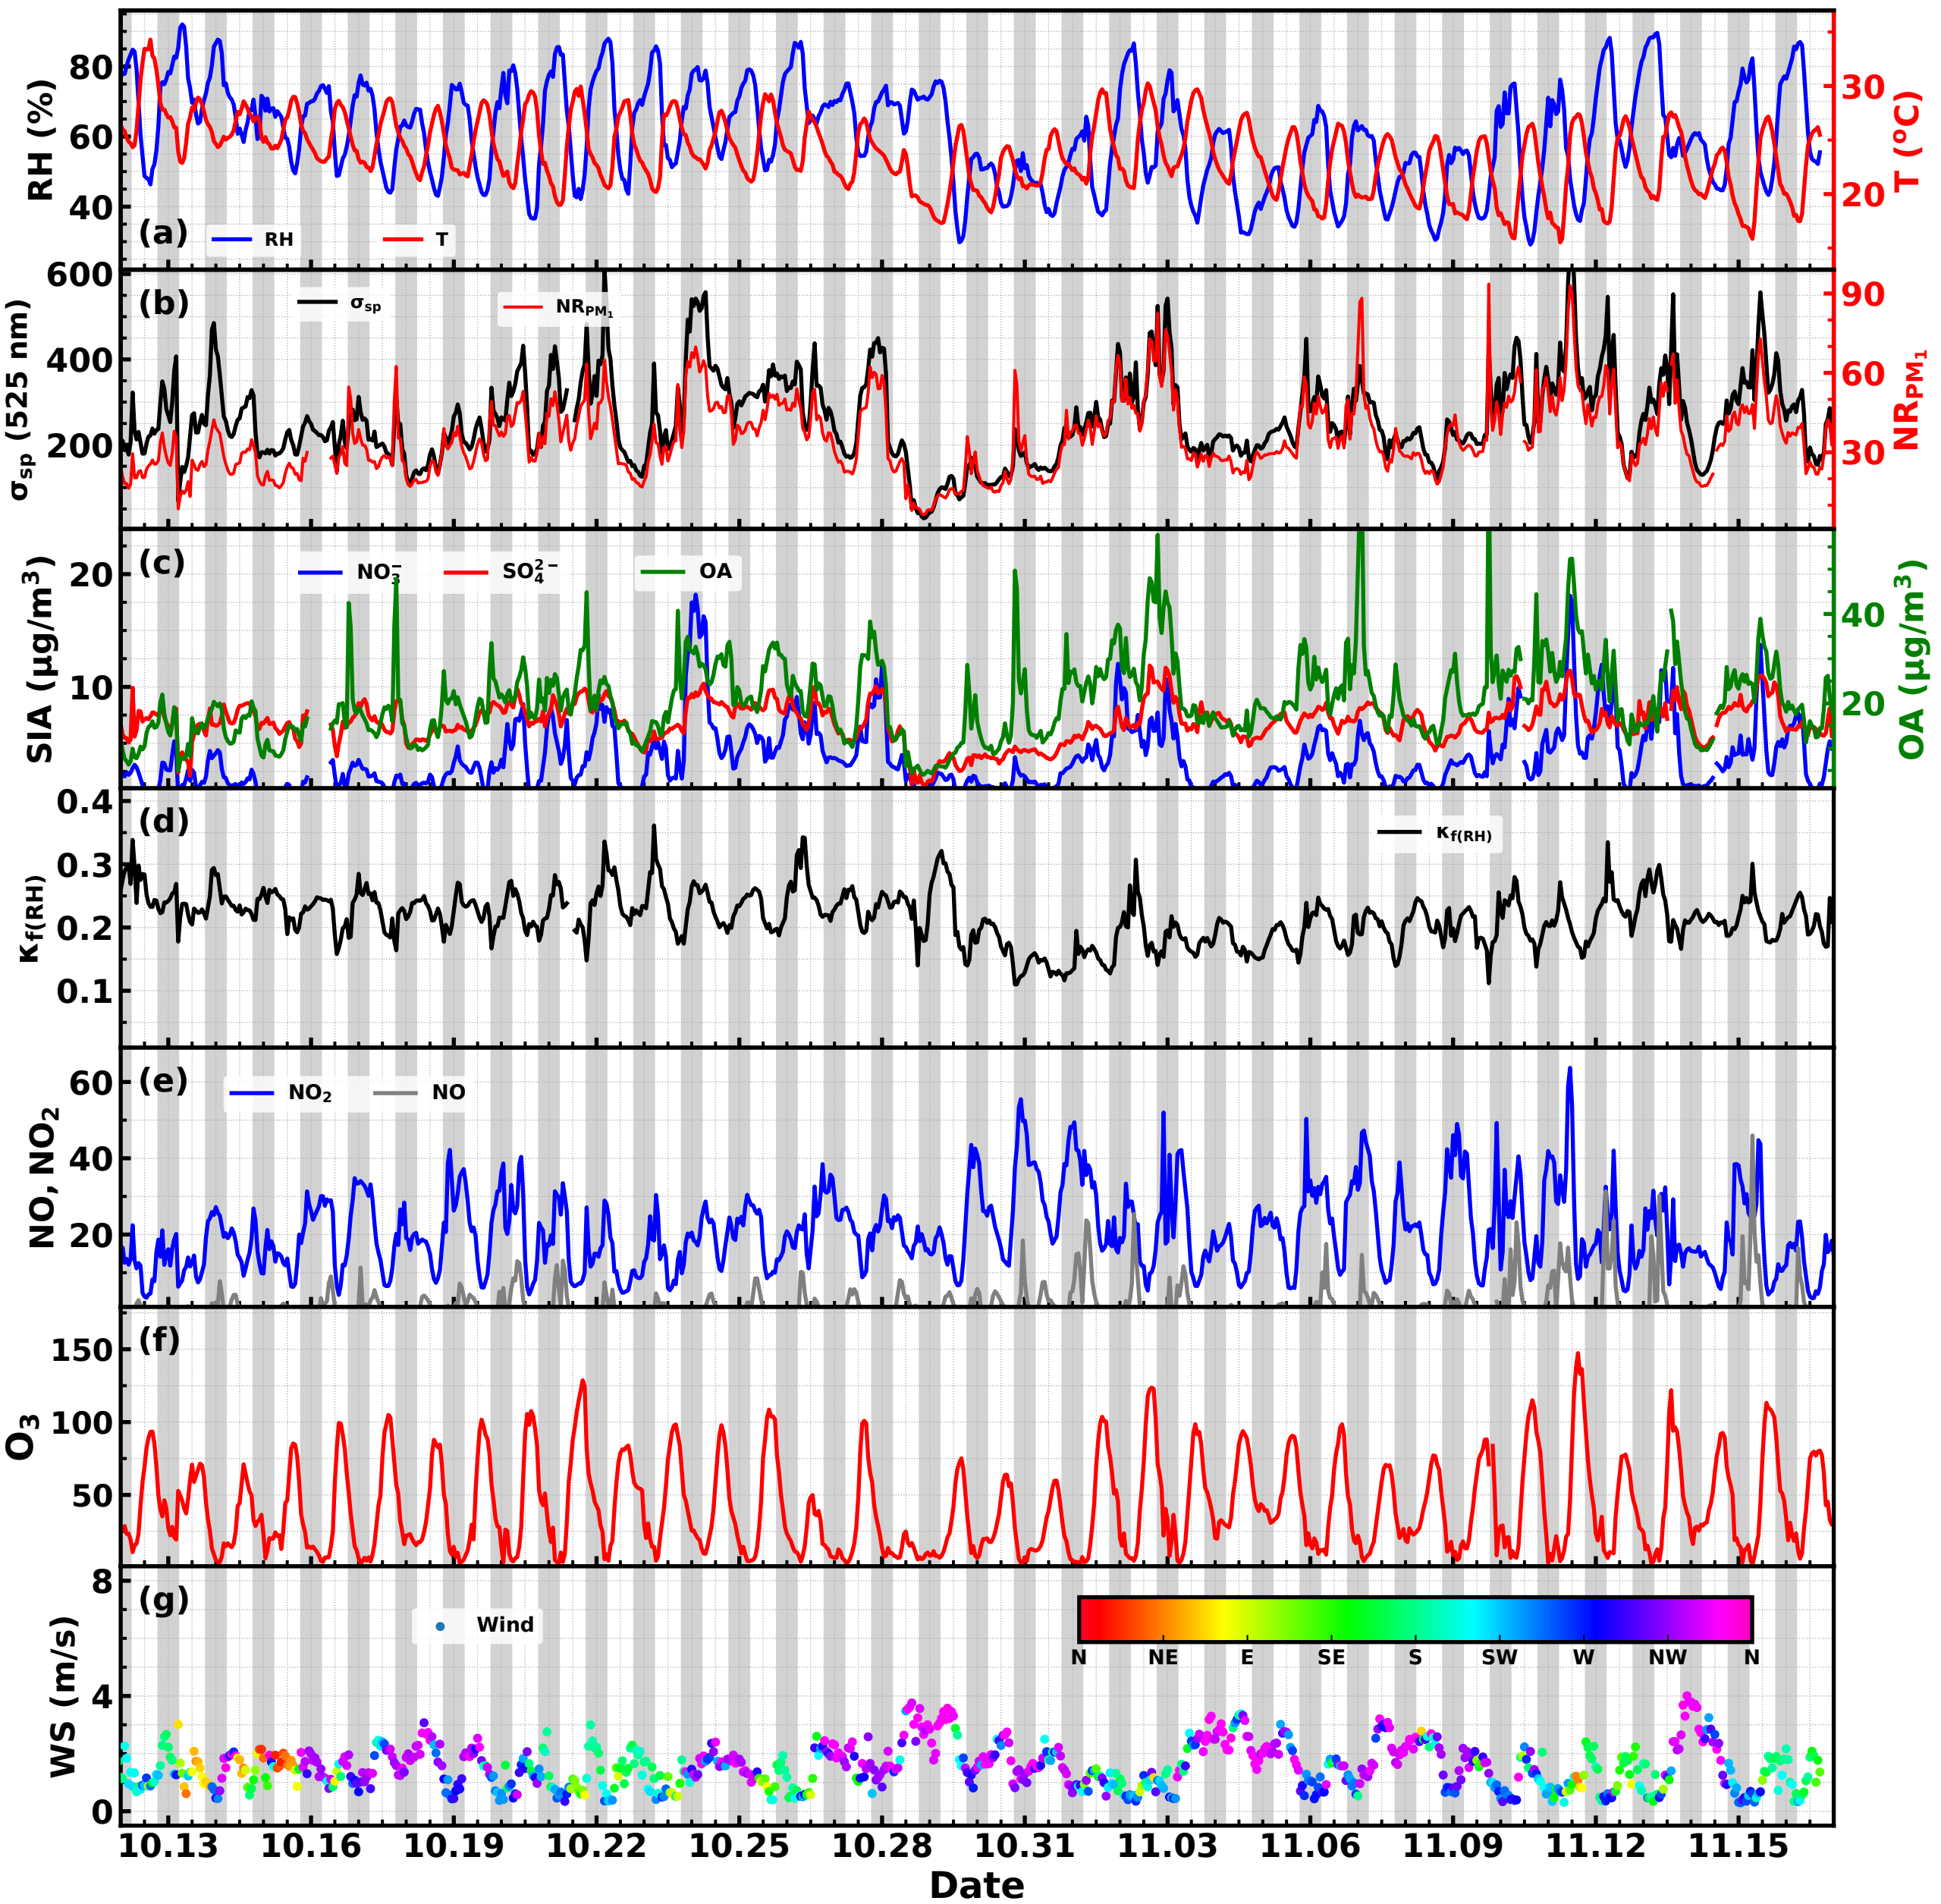 RH (%)
80
60
40
(a)
RH
T
30
20
T (°C)
σsp (525 nm)
600
400
200
(b)
σsp
NRPM1
90
60
30
NRPM1
SIA (μg/m³)
20
10
(c)
NO₃⁻
SO₄²⁻
OA
40
20
OA (μg/m³)
κf(RH)
0.4
0.3
0.2
0.1
(d)
κf(RH)
NO, NO₂
60
40
20
(e)
NO₂
NO
O₃
150
100
50
(f)
WS (m/s)
8
4
0
(g)
Wind
N NE E SE S SW W NW N
10.13 10.16 10.19 10.22 10.25 10.28 10.31 11.03 11.06 11.09 11.12 11.15
Date